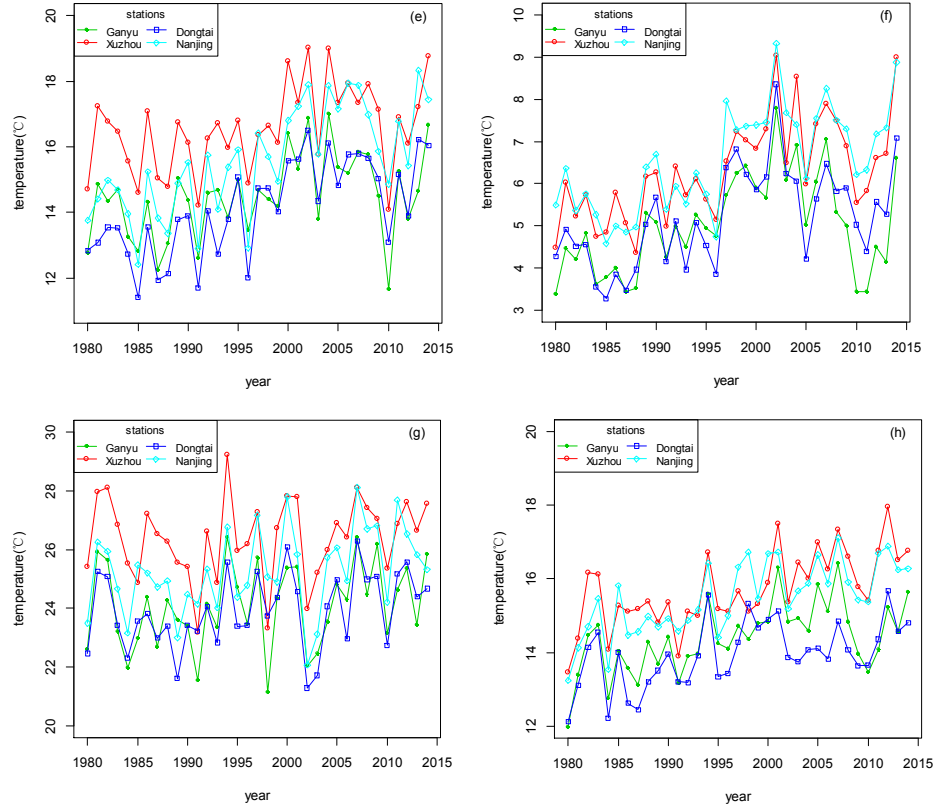 stations
(e)
Ganyu
Dongtai
Xuzhou
Nanjing
temperature(℃)
18
16
14
12
1980 1985 1990 1995 2000 2005 2010 2015
year
stations
(f)
Ganyu
Dongtai
Xuzhou
Nanjing
temperature(℃)
10
9
8
7
6
5
4
3
1980 1985 1990 1995 2000 2005 2010 2015
year
stations
(g)
Ganyu
Dongtai
Xuzhou
Nanjing
temperature(℃)
30
28
26
24
22
20
1980 1985 1990 1995 2000 2005 2010 2015
year
stations
(h)
Ganyu
Dongtai
Xuzhou
Nanjing
temperature(℃)
20
18
16
14
12
1980 1985 1990 1995 2000 2005 2010 2015
year